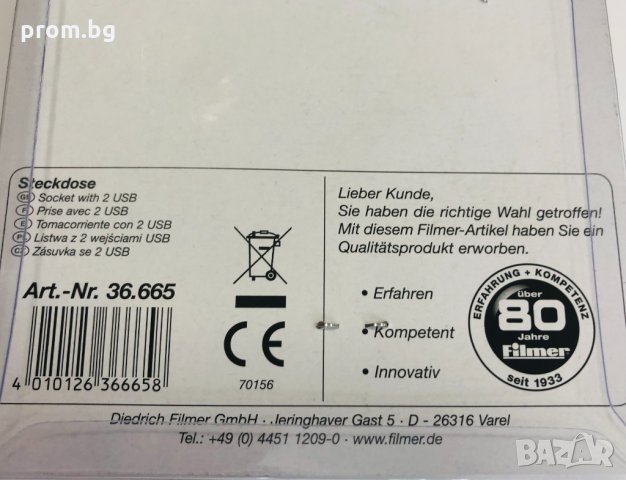 prom.bg
Steckdose
GB Socket with 2 USB
F Prise avec 2 USB
E Tomacorriente con 2 USB
PL Listwa z 2 wejściami USB
CZ Zásuvka se 2 USB
Art.-Nr. 36.665
4 010126 366658
CE
70156
Lieber Kunde,
Sie haben die richtige Wahl getroffen!
Mit diesem Filmer-Artikel haben Sie ein
Qualitätsprodukt erworben.
• Erfahren
• Kompetent
• Innovativ
ERFAHRUNG + KOMPETENZ
über
80
Jahre
Filmer
seit 1933
Diedrich Filmer GmbH · Jeringhaver Gast 5 · D - 26316 Varel
Tel.: +49 (0) 4451 1209-0 · www.filmer.de
BAZAR